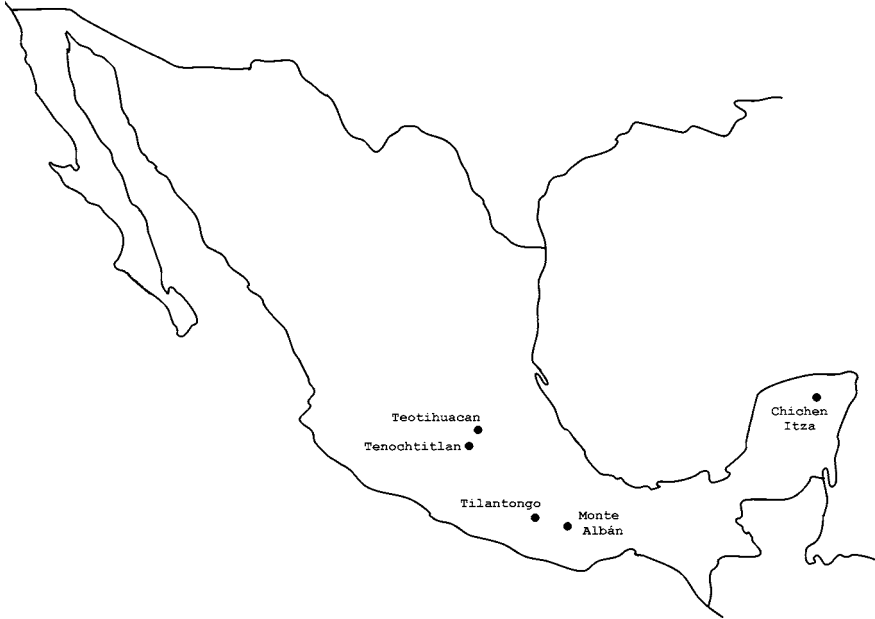 Teotihuacan
Tenochtitlan
Chichen
Itza
Tilantongo
Monte
Albán